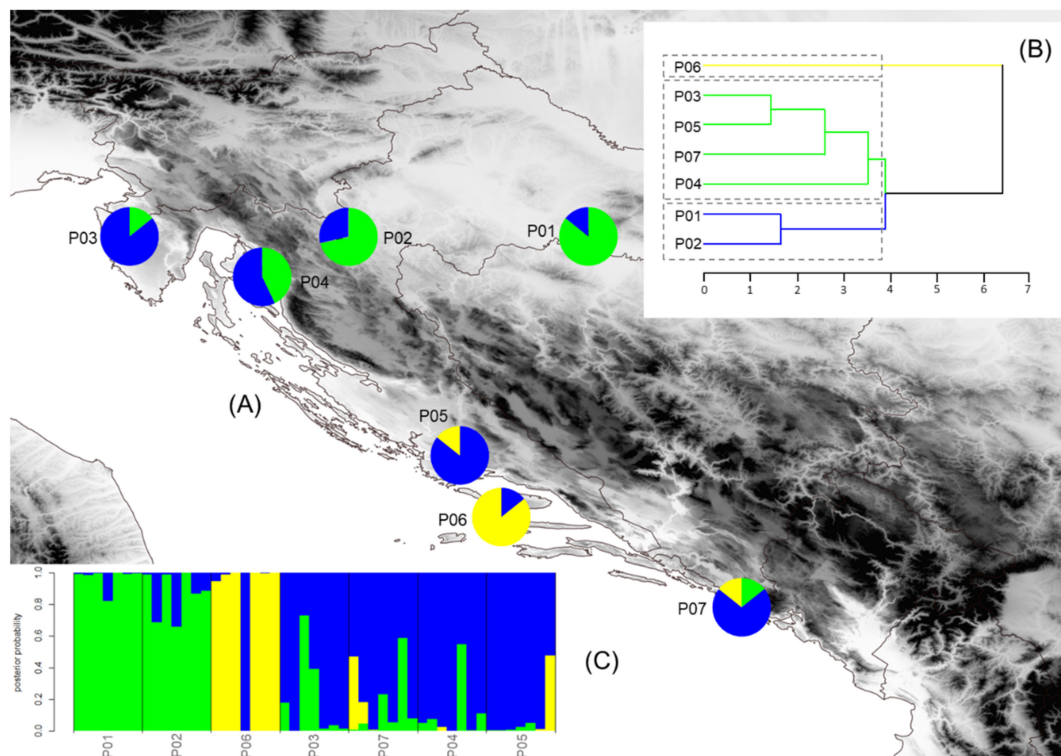 (B)
P06
P03
P05
P07
P04
P01
P02
0 1 2 3 4 5 6 7
P03
P02
P01
P04
(A)
P05
P06
P07
(C)
posterior probability
1.0
0.8
0.6
0.4
0.2
0.0
P01 P02 P06 P03 P07 P04 P05